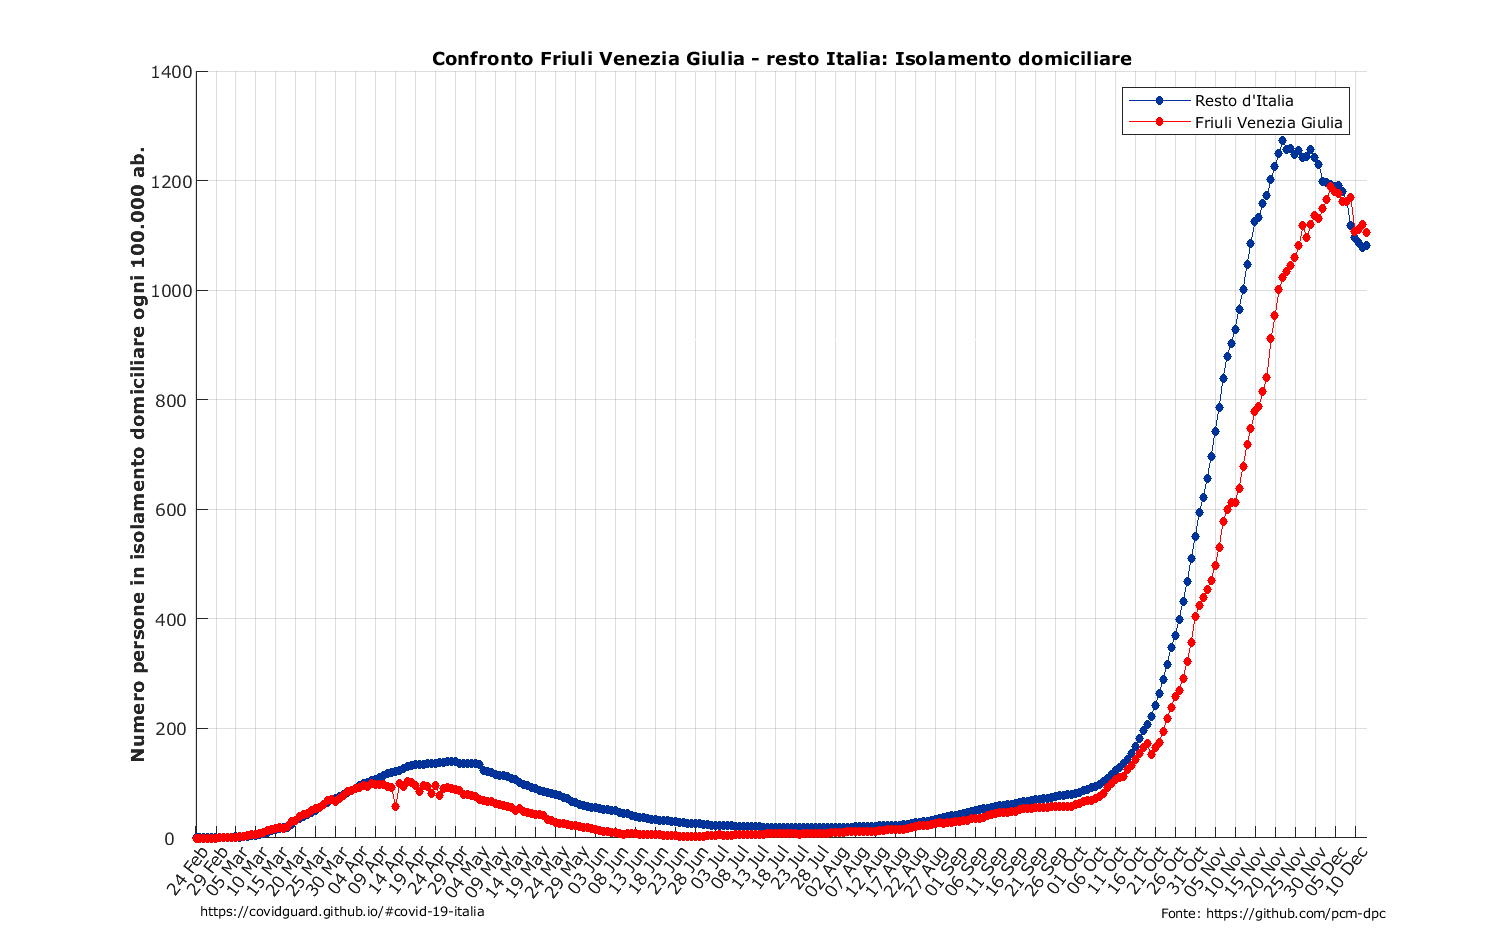 Confronto Friuli Venezia Giulia - resto Italia: Isolamento domiciliare
Numero persone in isolamento domiciliare ogni 100.000 ab.
1400
1200
1000
800
600
400
200
0
Resto d'Italia
Friuli Venezia Giulia
24 Feb
29 Feb
05 Mar
10 Mar
15 Mar
20 Mar
25 Mar
30 Mar
04 Apr
09 Apr
14 Apr
19 Apr
24 Apr
29 Apr
04 May
09 May
14 May
19 May
24 May
29 May
03 Jun
08 Jun
13 Jun
18 Jun
23 Jun
28 Jun
03 Jul
08 Jul
13 Jul
18 Jul
23 Jul
28 Jul
02 Aug
07 Aug
12 Aug
17 Aug
22 Aug
27 Aug
01 Sep
06 Sep
11 Sep
16 Sep
21 Sep
26 Sep
01 Oct
06 Oct
11 Oct
16 Oct
21 Oct
26 Oct
31 Oct
05 Nov
10 Nov
15 Nov
20 Nov
25 Nov
30 Nov
05 Dec
10 Dec
https://covidguard.github.io/#covid-19-italia
Fonte: https://github.com/pcm-dpc